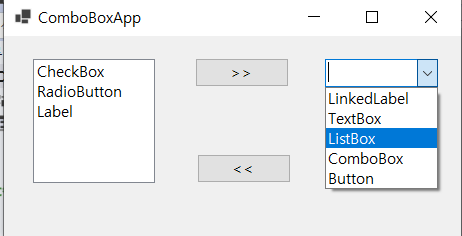 ComboBoxApp
CheckBox
RadioButton
Label
>>
<<
LinkedLabel
TextBox
ListBox
ComboBox
Button